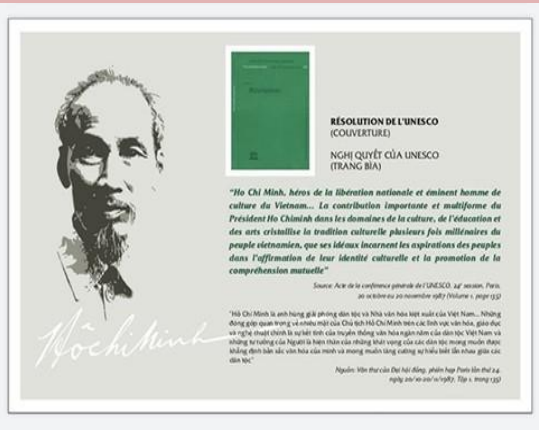 RÉSOLUTION DE L'UNESCO
(COUVERTURE)
NGHỊ QUYẾT CỦA UNESCO
(TRANG BÌA)
"Ho Chi Minh, héros de la libération nationale et éminent homme de
culture du Vietnam... La contribution importante et multiforme du
Président Ho Chiminh dans les domaines de la culture, de l'éducation et
des arts cristallise la tradition culturelle plusieurs fois millénaires du
peuple vietnamien, que ses idéaux incarnent les aspirations des peuples
dans l'affirmation de leur identité culturelle et la promotion de la
compréhension mutuelle"
Source: Acte de la conférence générale de l'UNESCO. 24e session, Paris,
20 octobre au 20 novembre 1987 (Volume 1, page 135)
"Hồ Chí Minh là anh hùng giải phóng dân tộc và Nhà văn hóa kiệt xuất của Việt Nam... Những
đóng góp quan trọng về nhiều mặt của Chủ tịch Hồ Chí Minh trên các lĩnh vực văn hóa, giáo dục
và nghệ thuật chính là sự kết tinh của truyền thống văn hóa ngàn năm của dân tộc Việt Nam và
những tư tưởng của Người là hiện thân của những khát vọng của các dân tộc mong muốn được
khẳng định bản sắc văn hóa của mình và mong muốn tăng cường sự hiểu biết lẫn nhau giữa các
dân tộc"
Nguồn: Văn thư của Đại hội đồng, phiên họp Paris lần thứ 24,
ngày 20/10-20/11/1987, Tập 1, trang 135)
Hồ Chí Minh